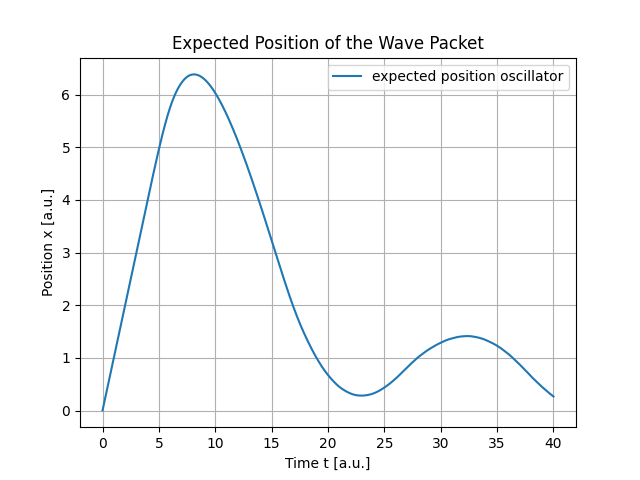 Expected Position of the Wave Packet
expected position oscillator
Position x [a.u.]
6
5
4
3
2
1
0
0 5 10 15 20 25 30 35 40
Time t [a.u.]